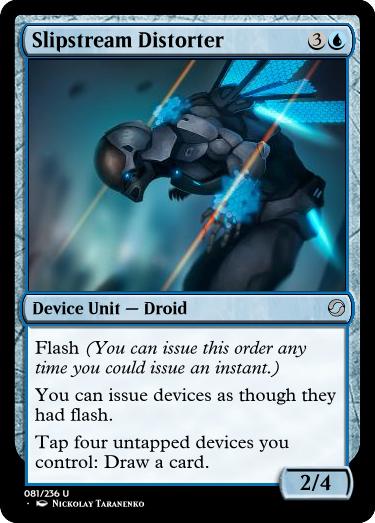 Slipstream Distorter 3
Device Unit — Droid
Flash (You can issue this order any
time you could issue an instant.)
You can issue devices as though they
had flash.
Tap four untapped devices you
control: Draw a card.
2/4
081/236 U
· Nickolay Taranenko